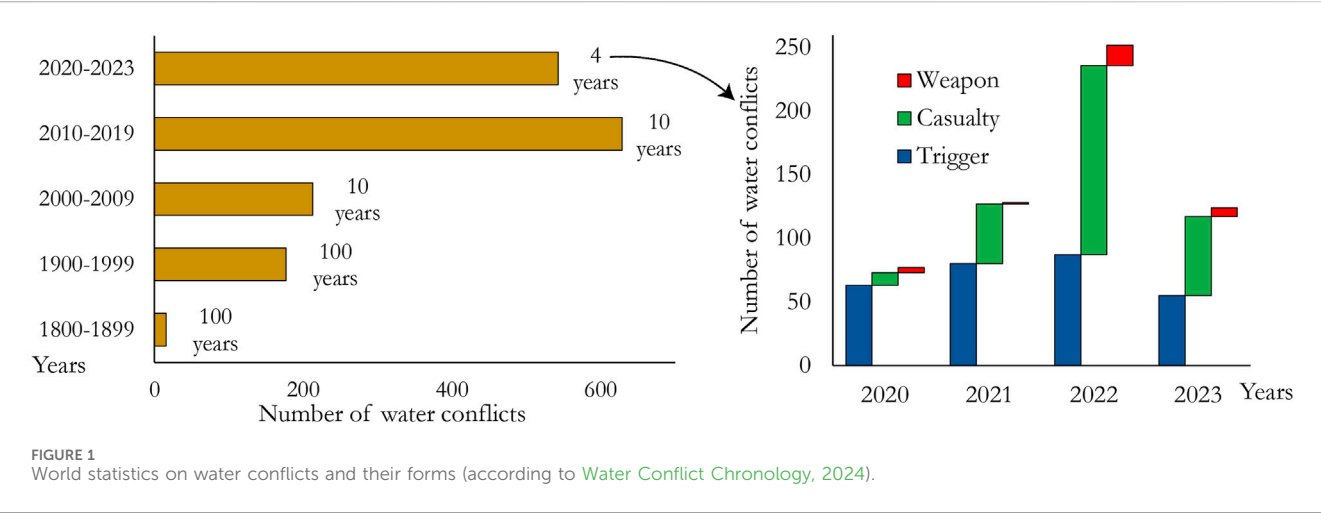 2020-2023
4
years
2010-2019
10
years
2000-2009
10
years
1900-1999
100
years
1800-1899
100
years
Years
0 200 400 600
Number of water conflicts
Number of water conflicts
250
200
150
100
50
0
Weapon
Casualty
Trigger
2020 2021 2022 2023 Years
FIGURE 1
World statistics on water conflicts and their forms (according to Water Conflict Chronology, 2024).